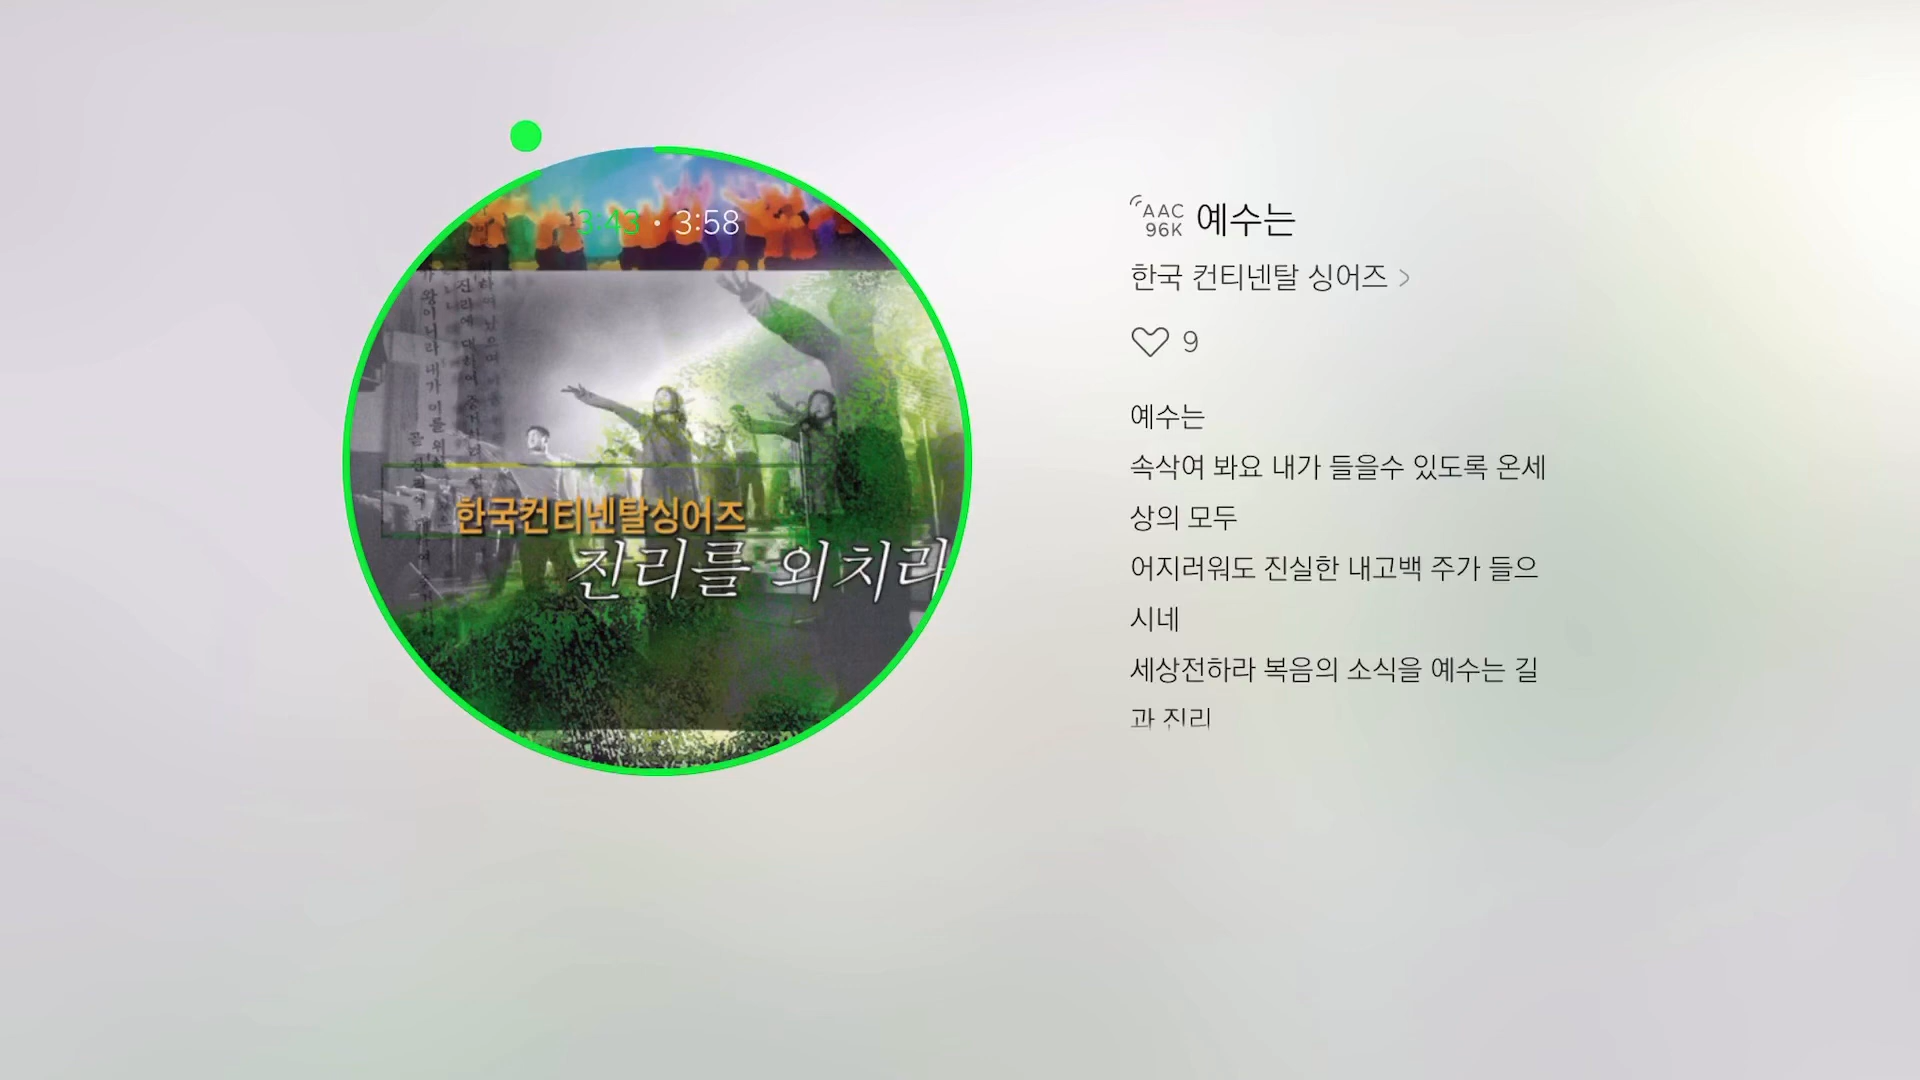 3:43 · 3:58
한국컨티넨탈싱어즈
진리를 외치라
AAC
96K
예수는
한국 컨티넨탈 싱어즈 >
9
예수는
속삭여 봐요 내가 들을수 있도록 온세
상의 모두
어지러워도 진실한 내고백 주가 들으
시네
세상전하라 복음의 소식을 예수는 길
과 진리